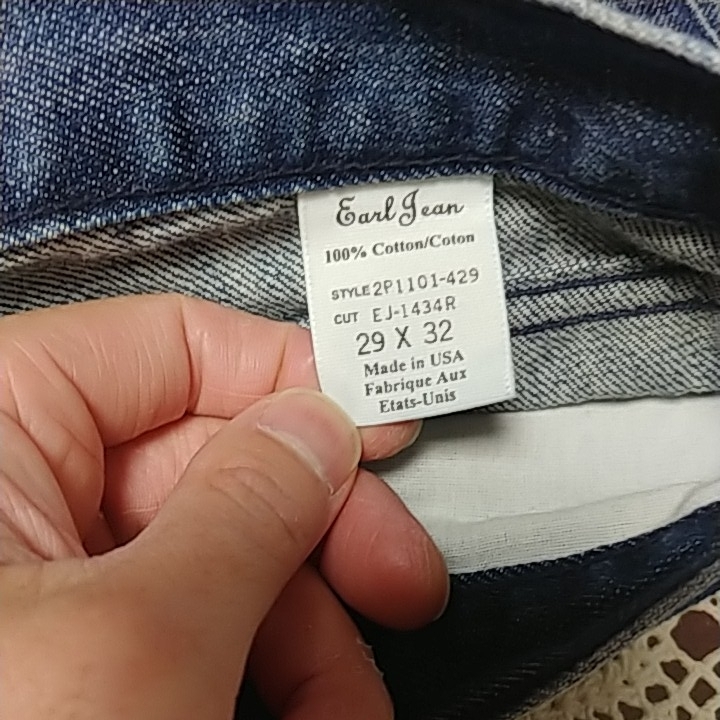 Earl Jean
100% Cotton/Coton
STYLE 2P1101-429
CUT EJ-1434R
29 X 32
Made in USA
Fabrique Aux
Etats-Unis